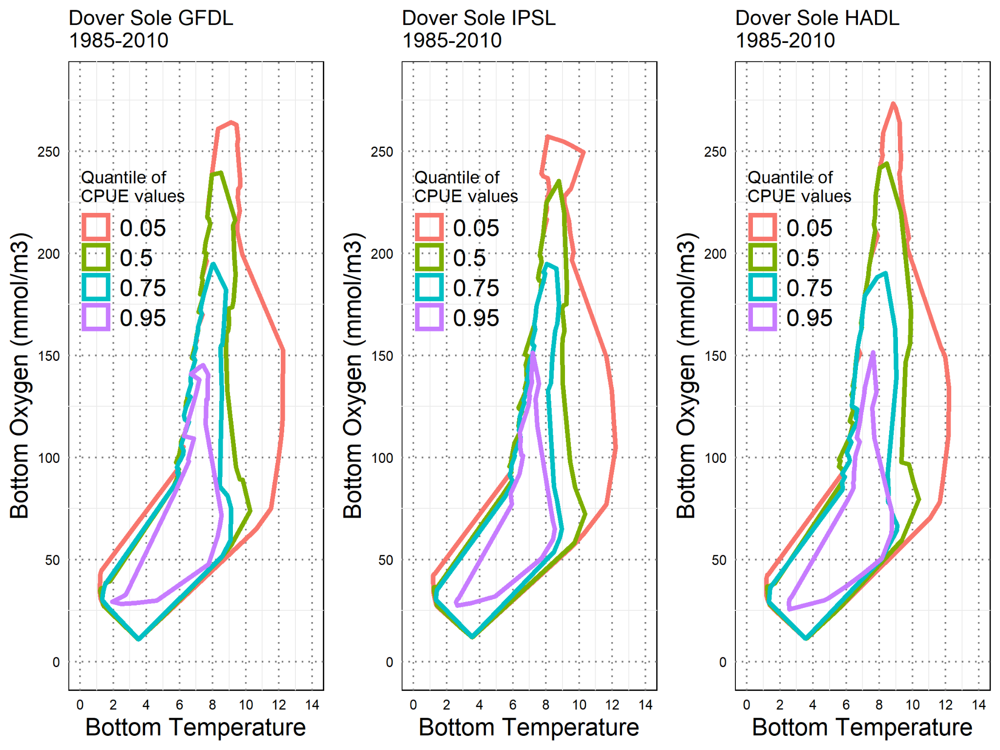 Dover Sole GFDL
1985-2010
Bottom Oxygen (mmol/m3)
250
200
150
100
50
0
Quantile of
CPUE values
0.05
0.5
0.75
0.95
0 2 4 6 8 10 12 14
Bottom Temperature
Dover Sole IPSL
1985-2010
Bottom Oxygen (mmol/m3)
250
200
150
100
50
0
Quantile of
CPUE values
0.05
0.5
0.75
0.95
0 2 4 6 8 10 12 14
Bottom Temperature
Dover Sole HADL
1985-2010
Bottom Oxygen (mmol/m3)
250
200
150
100
50
0
Quantile of
CPUE values
0.05
0.5
0.75
0.95
0 2 4 6 8 10 12 14
Bottom Temperature